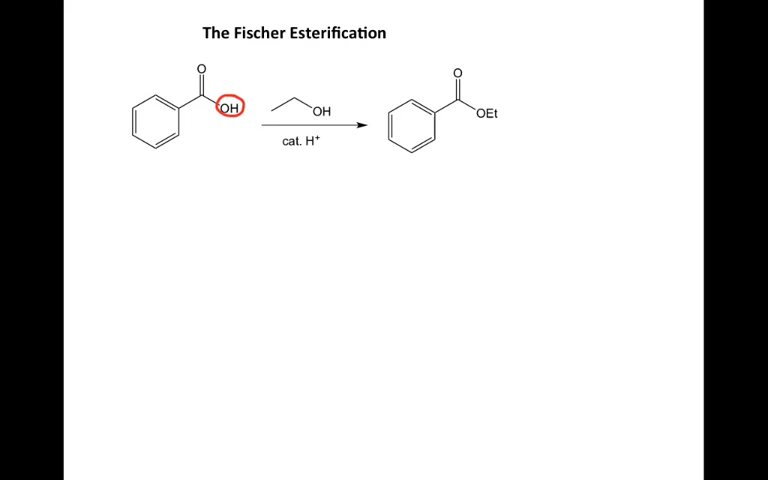 The Fischer Esterification
O
OH
OH
cat. H⁺
O
OEt